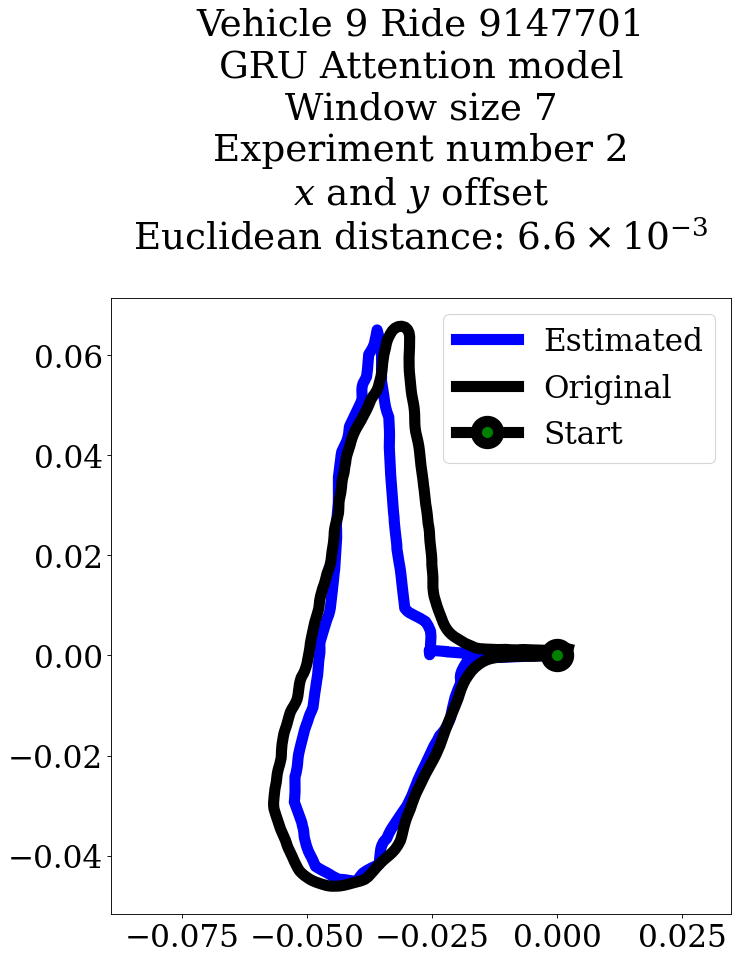 Vehicle 9 Ride 9147701
GRU Attention model
Window size 7
Experiment number 2
x and y offset
Euclidean distance: 6.6 × 10⁻³
Estimated
Original
Start
0.06
0.04
0.02
0.00
−0.02
−0.04
−0.075 −0.050 −0.025 0.000 0.025